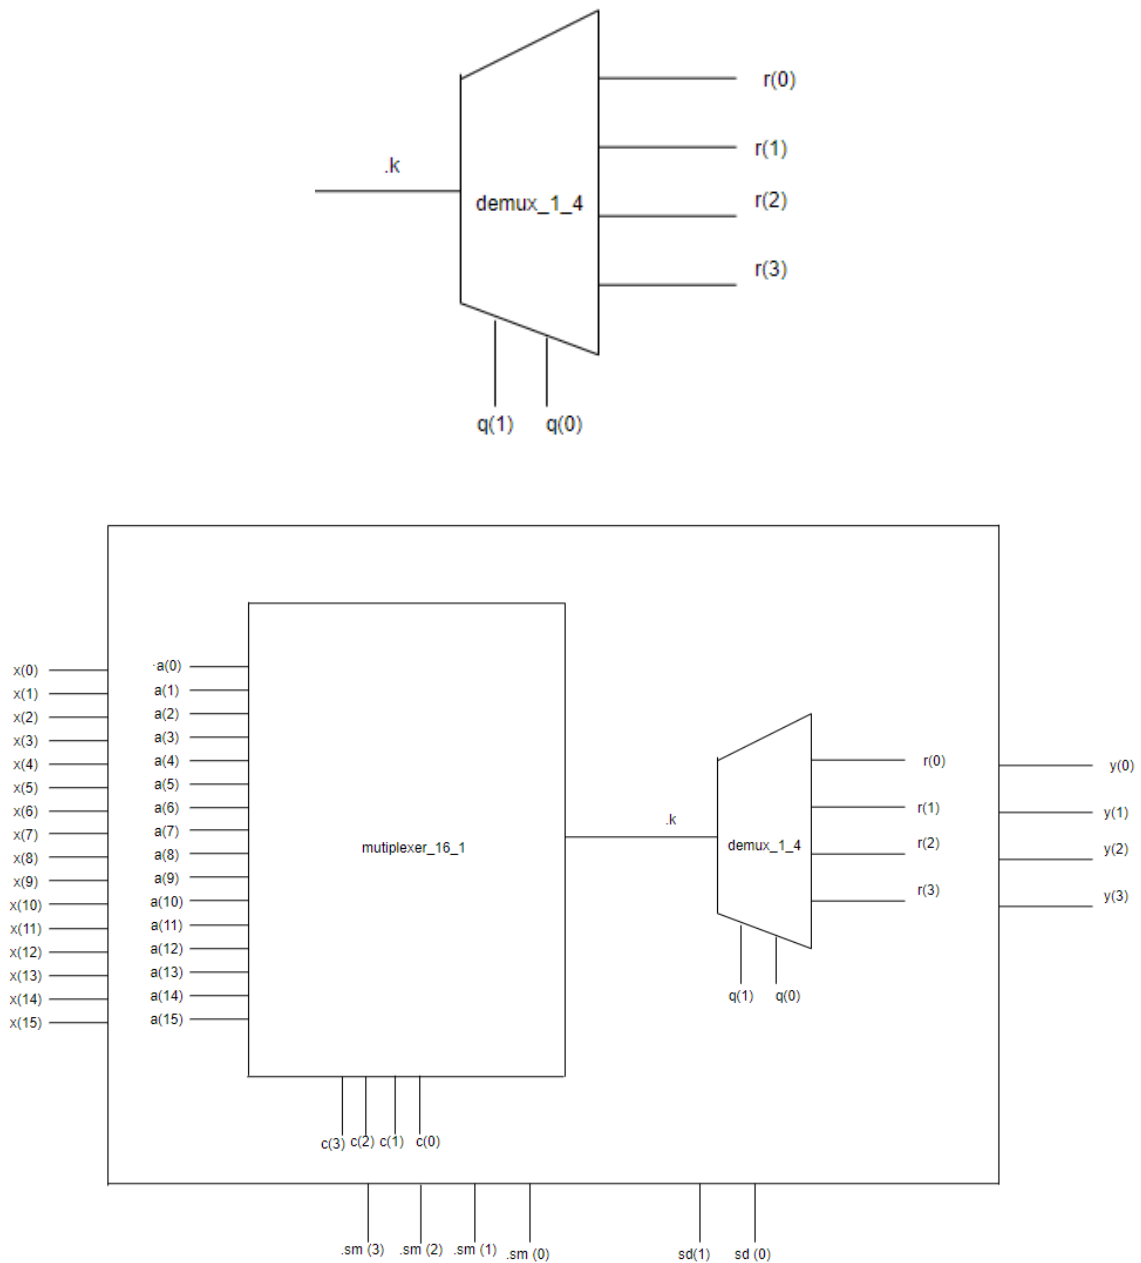 r(0)
.k
r(1)
demux_1_4
r(2)
r(3)
q(1) q(0)
x(0)
x(1)
x(2)
x(3)
x(4)
x(5)
x(6)
x(7)
x(8)
x(9)
x(10)
x(11)
x(12)
x(13)
x(14)
x(15)
a(0)
a(1)
a(2)
a(3)
a(4)
a(5)
a(6)
a(7)
a(8)
a(9)
a(10)
a(11)
a(12)
a(13)
a(14)
a(15)
mutiplexer_16_1
c(3) c(2) c(1) c(0)
.k
demux_1_4
r(0)
r(1)
r(2)
r(3)
q(1) q(0)
y(0)
y(1)
y(2)
y(3)
.sm (3) .sm (2) .sm (1) .sm (0)
sd(1) sd (0)